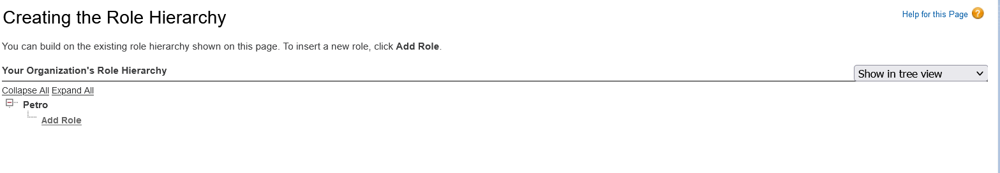 Creating the Role Hierarchy
Help for this Page ?
You can build on the existing role hierarchy shown on this page. To insert a new role, click Add Role.
Your Organization's Role Hierarchy
Show in tree view
Collapse All Expand All
Petro
Add Role